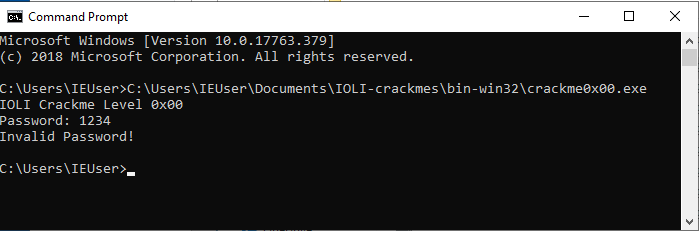 Command Prompt
Microsoft Windows [Version 10.0.17763.379]
(c) 2018 Microsoft Corporation. All rights reserved.
C:\Users\IEUser>C:\Users\IEUser\Documents\IOLI-crackmes\bin-win32\crackme0x00.exe
IOLI Crackme Level 0x00
Password: 1234
Invalid Password!
C:\Users\IEUser>